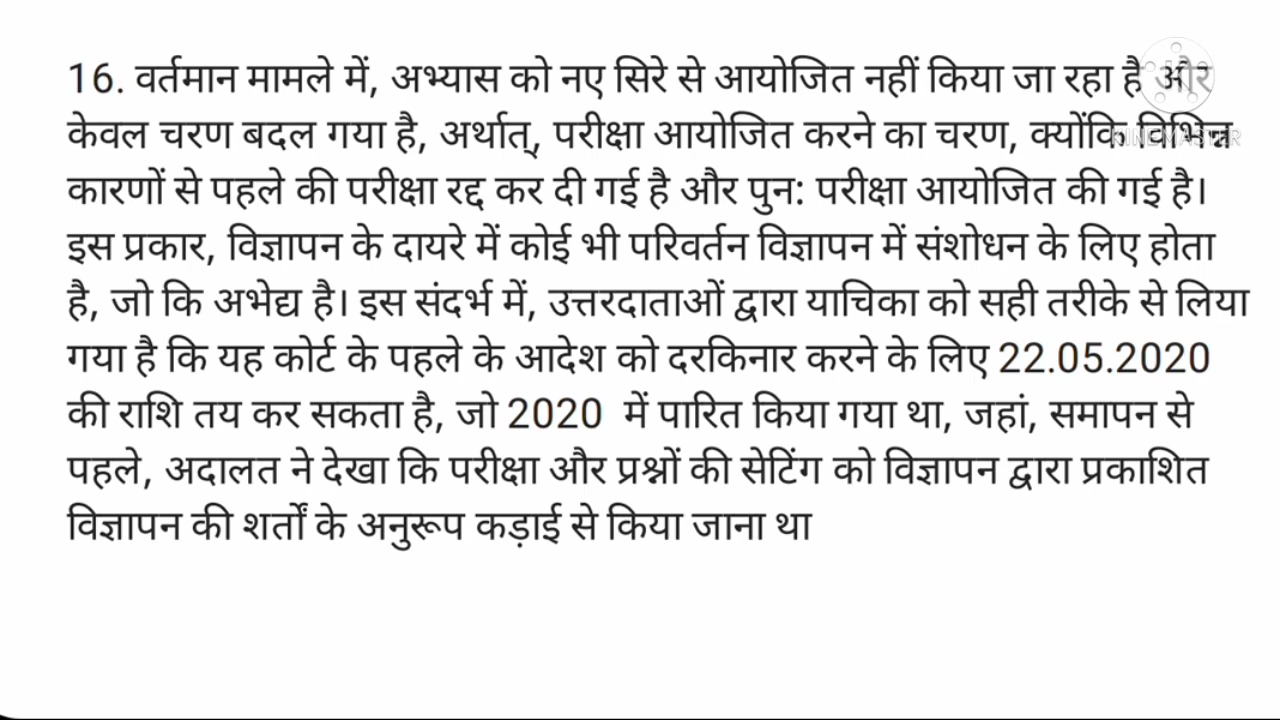 16. वर्तमान मामले में, अभ्यास को नए सिरे से आयोजित नहीं किया जा रहा है और
केवल चरण बदल गया है, अर्थात्, परीक्षा आयोजित करने का चरण, क्योंकि विभिन्न
कारणों से पहले की परीक्षा रद्द कर दी गई है और पुन: परीक्षा आयोजित की गई है।
इस प्रकार, विज्ञापन के दायरे में कोई भी परिवर्तन विज्ञापन में संशोधन के लिए होता
है, जो कि अभेद्य है। इस संदर्भ में, उत्तरदाताओं द्वारा याचिका को सही तरीके से लिया
गया है कि यह कोर्ट के पहले के आदेश को दरकिनार करने के लिए 22.05.2020
की राशि तय कर सकता है, जो 2020 में पारित किया गया था, जहां, समापन से
पहले, अदालत ने देखा कि परीक्षा और प्रश्नों की सेटिंग को विज्ञापन द्वारा प्रकाशित
विज्ञापन की शर्तों के अनुरूप कड़ाई से किया जाना था
KINEMASTER